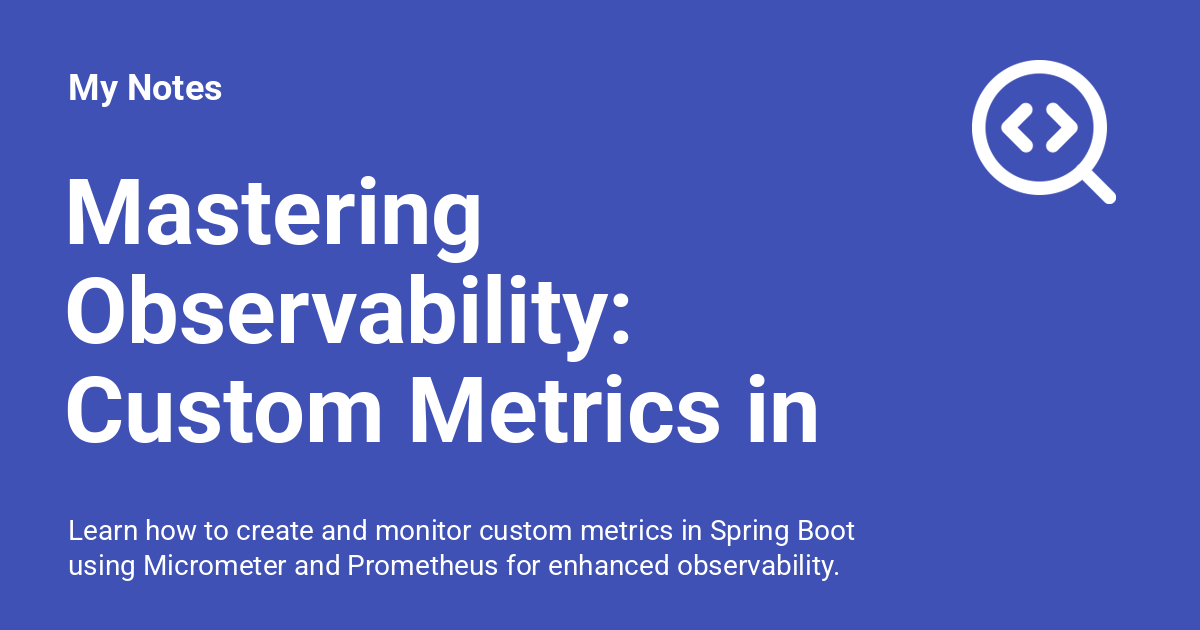 My Notes
Mastering
Observability:
Custom Metrics in
Learn how to create and monitor custom metrics in Spring Boot
using Micrometer and Prometheus for enhanced observability.